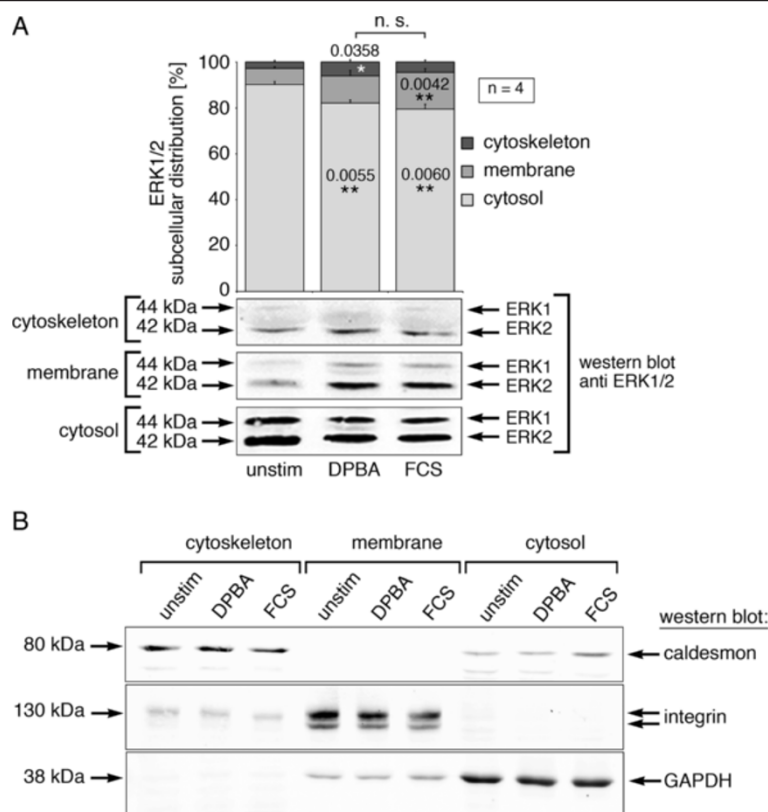 A
n. s.
0.0358
*
100
80
60
40
20
0
ERK1/2
subcellular distribution [%]
0.0042
**
0.0055
**
0.0060
**
n = 4
cytoskeleton
membrane
cytosol
cytoskeleton 44 kDa ERK1
42 kDa ERK2
membrane 44 kDa ERK1
42 kDa ERK2
cytosol 44 kDa ERK1
42 kDa ERK2
western blot
anti ERK1/2
unstim DPBA FCS
B
cytoskeleton membrane cytosol
unstim DPBA FCS unstim DPBA FCS unstim DPBA FCS
western blot:
80 kDa caldesmon
130 kDa integrin
38 kDa GAPDH